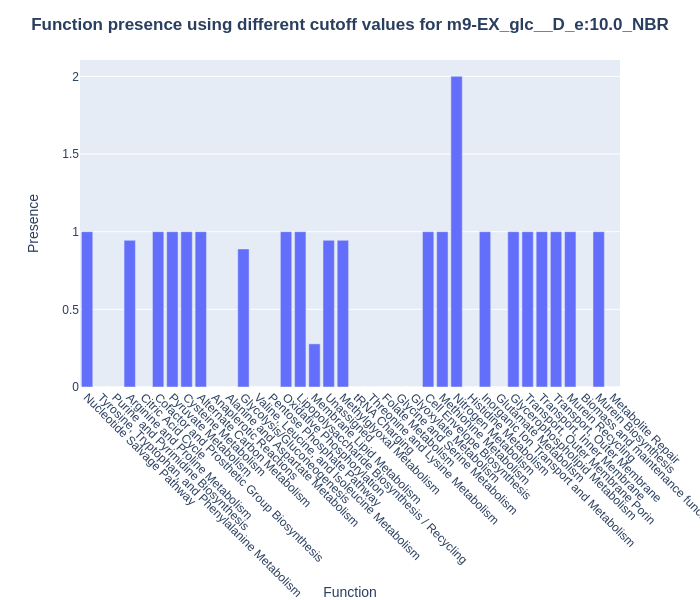 Function presence using different cutoff values for m9-EX_glc__D_e:10.0_NBR
Presence
2
1.5
1
0.5
0
Nucleotide Salvage Pathway
Tyrosine, Tryptophan, and Phenylalanine Metabolism
Purine and Pyrimidine Biosynthesis
Arginine and Proline Metabolism
Citric Acid Cycle
Cofactor and Prosthetic Group Biosynthesis
Pyruvate Metabolism
Cysteine Metabolism
Alternate Carbon Metabolism
Anaplerotic Reactions
Alanine and Aspartate Metabolism
Glycolysis/Gluconeogenesis
Valine, Leucine, and Isoleucine Metabolism
Pentose Phosphate Pathway
Oxidative Phosphorylation
Lipopolysaccharide Biosynthesis / Recycling
Membrane Lipid Metabolism
Unassigned
Methylglyoxal Metabolism
tRNA Charging
Threonine and Lysine Metabolism
Folate Metabolism
Glycine and Serine Metabolism
Glyoxylate Metabolism
Cell Envelope Biosynthesis
Methionine Metabolism
Nitrogen Metabolism
Histidine Metabolism
Inorganic Ion Transport and Metabolism
Glutamate Metabolism
Glycerophospholipid Metabolism
Transport, Outer Membrane Porin
Transport, Inner Membrane
Transport, Outer Membrane
Murein Recycling
Biomass and maintenance func
Murein Biosynthesis
Metabolite Repair
Function